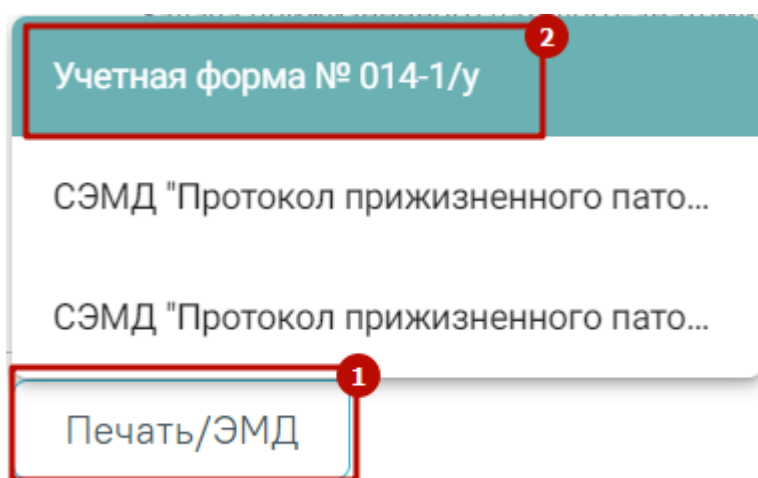 2
Учетная форма № 014-1/у
СЭМД "Протокол прижизненного пато...
СЭМД "Протокол прижизненного пато...
1
Печать/ЭМД